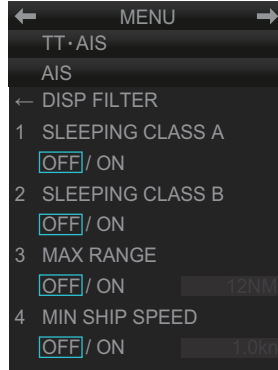 ← MENU →
TT·AIS
AIS
← DISP FILTER
1 SLEEPING CLASS A
OFF / ON
2 SLEEPING CLASS B
OFF / ON
3 MAX RANGE
OFF / ON 12NM
4 MIN SHIP SPEED
OFF / ON 1.0kn